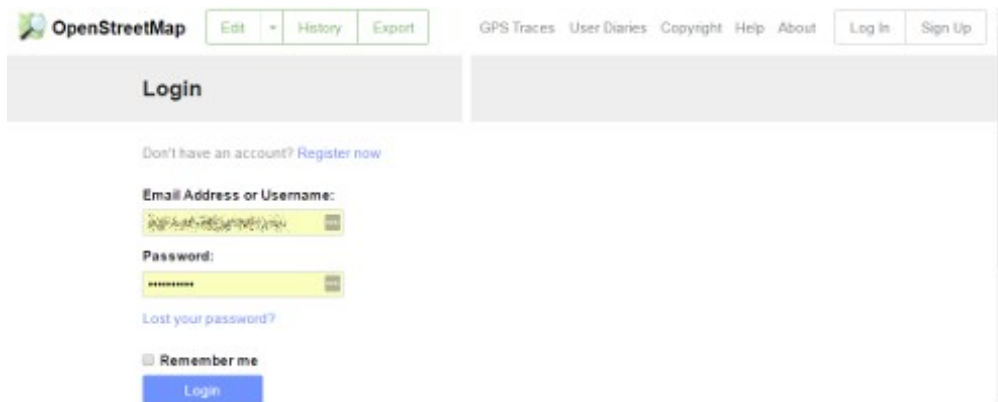 OpenStreetMap Edit History Export GPS Traces User Diaries Copyright Help About Log In Sign Up
Login
Don't have an account? Register now
Email Address or Username:
Password:
Lost your password?
Remember me
Login